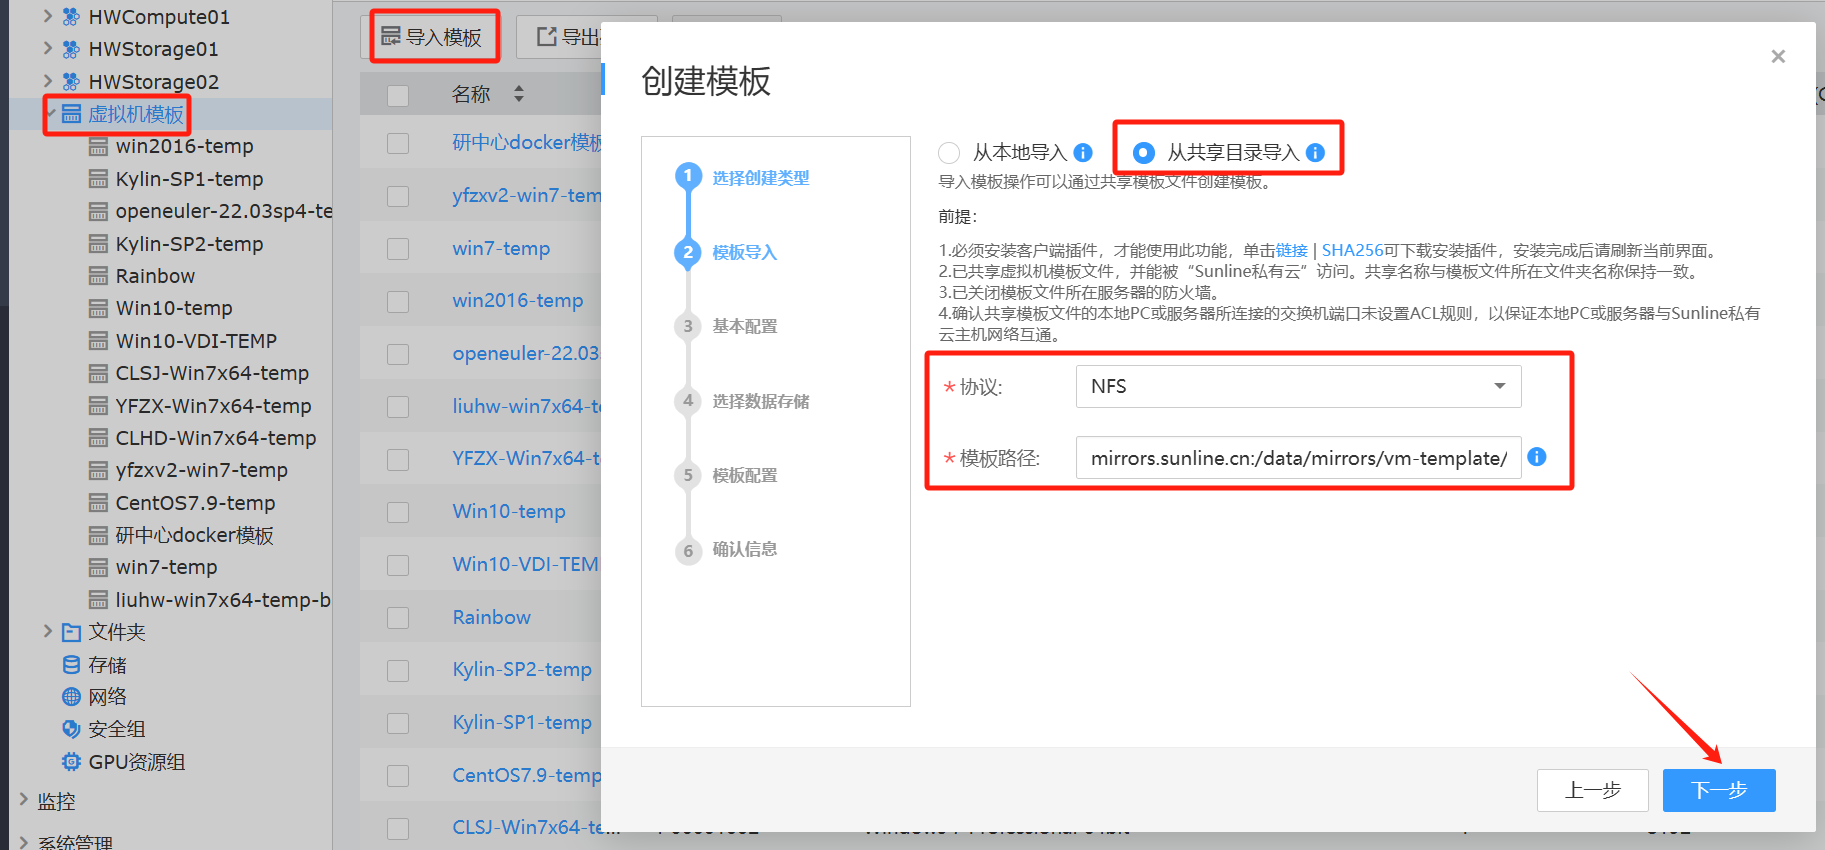 HWCompute01
HWStorage01
HWStorage02
虚拟机模板
win2016-temp
Kylin-SP1-temp
openeuler-22.03sp4-te
Kylin-SP2-temp
Rainbow
Win10-temp
Win10-VDI-TEMP
CLSJ-Win7x64-temp
YFZX-Win7x64-temp
CLHD-Win7x64-temp
yfzxv2-win7-temp
CentOS7.9-temp
研中心docker模板
win7-temp
liuhw-win7x64-temp-b
文件夹
存储
网络
安全组
GPU资源组
监控
系统管理
导入模板
导出
名称
研中心docker模板
yfzxv2-win7-tem
win7-temp
win2016-temp
openeuler-22.03
liuhw-win7x64-t
YFZX-Win7x64-t
Win10-temp
Win10-VDI-TEM
Rainbow
Kylin-SP2-temp
Kylin-SP1-temp
CentOS7.9-temp
CLSJ-Win7x64-te...
创建模板
1 选择创建类型
2 模板导入
3 基本配置
4 选择数据存储
5 模板配置
6 确认信息
从本地导入 从共享目录导入
导入模板操作可以通过共享模板文件创建模板。
前提：
1.必须安装客户端插件，才能使用此功能，单击链接 | SHA256可下载安装插件，安装完成后请刷新当前界面。
2.已共享虚拟机模板文件，并能被“Sunline私有云”访问。共享名称与模板文件所在文件夹名称保持一致。
3.已关闭模板文件所在服务器的防火墙。
4.确认共享模板文件的本地PC或服务器所连接的交换机端口未设置ACL规则，以保证本地PC或服务器与Sunline私有
云主机网络互通。
* 协议: NFS
* 模板路径: mirrors.sunline.cn:/data/mirrors/vm-template/
上一步 下一步